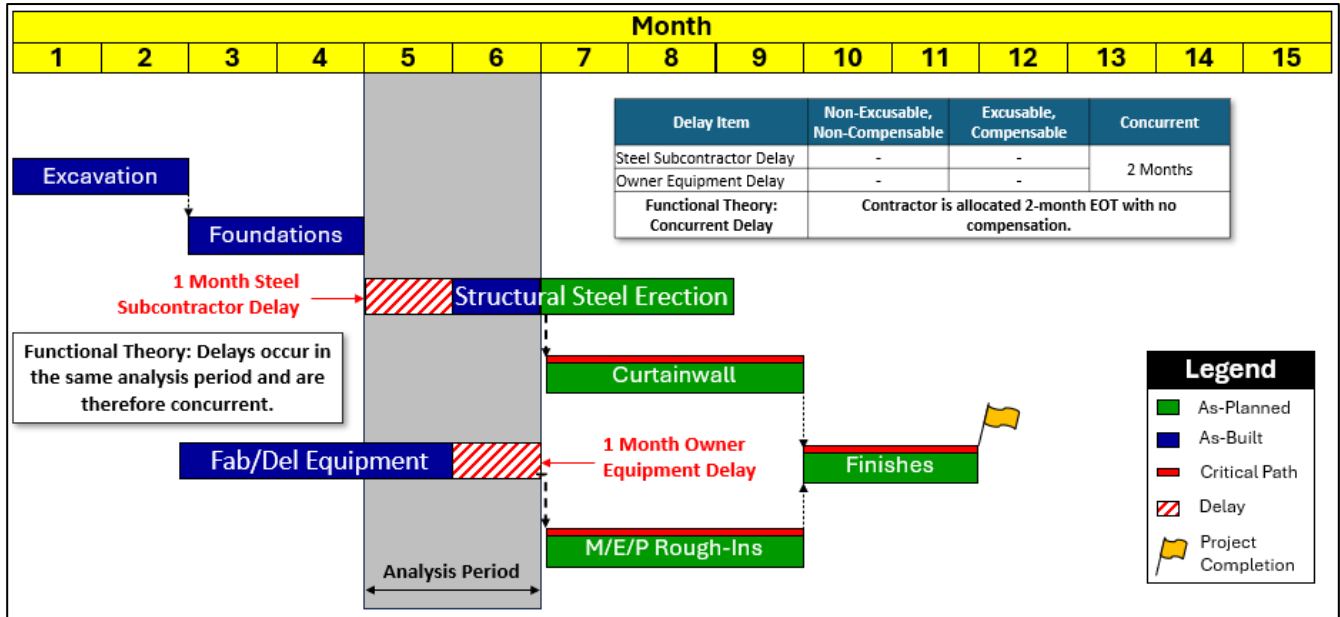 Month
1 2 3 4 5 6 7 8 9 10 11 12 13 14 15
Delay Item
Non-Excusable,
Non-Compensable
Excusable,
Compensable
Concurrent
Steel Subcontractor Delay - -
2 Months
Owner Equipment Delay - -
Functional Theory:
Concurrent Delay
Contractor is allocated 2-month EOT with no
compensation.
Excavation
Foundations
1 Month Steel
Subcontractor Delay
Structural Steel Erection
Functional Theory: Delays occur in
the same analysis period and are
therefore concurrent.
Curtainwall
Fab/Del Equipment
1 Month Owner
Equipment Delay
Finishes
M/E/P Rough-Ins
Analysis Period
Legend
As-Planned
As-Built
Critical Path
Delay
Project
Completion